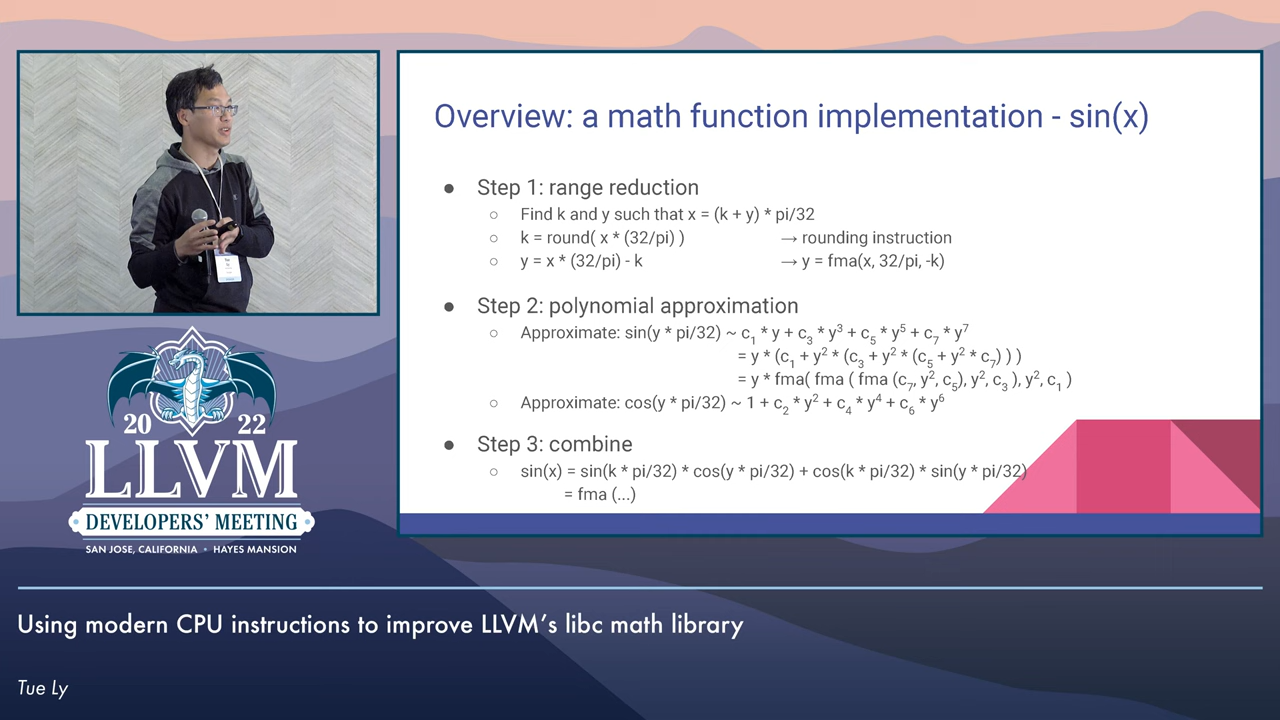 Overview: a math function implementation - sin(x)
● Step 1: range reduction
○ Find k and y such that x = (k + y) * pi/32
○ k = round( x * (32/pi) ) → rounding instruction
○ y = x * (32/pi) - k → y = fma(x, 32/pi, -k)
● Step 2: polynomial approximation
○ Approximate: sin(y * pi/32) ~ c₁ * y + c₃ * y³ + c₅ * y⁵ + c₇ * y⁷
= y * (c₁ + y² * (c₃ + y² * (c₅ + y² * c₇) ) )
= y * fma( fma ( fma (c₇, y², c₅), y², c₃ ), y², c₁ )
○ Approximate: cos(y * pi/32) ~ 1 + c₂ * y² + c₄ * y⁴ + c₆ * y⁶
● Step 3: combine
○ sin(x) = sin(k * pi/32) * cos(y * pi/32) + cos(k * pi/32) * sin(y * pi/32)
= fma (...)
20 22
LLVM
DEVELOPERS' MEETING
SAN JOSE, CALIFORNIA • HAYES MANSION
Using modern CPU instructions to improve LLVM's libc math library
Tue Ly